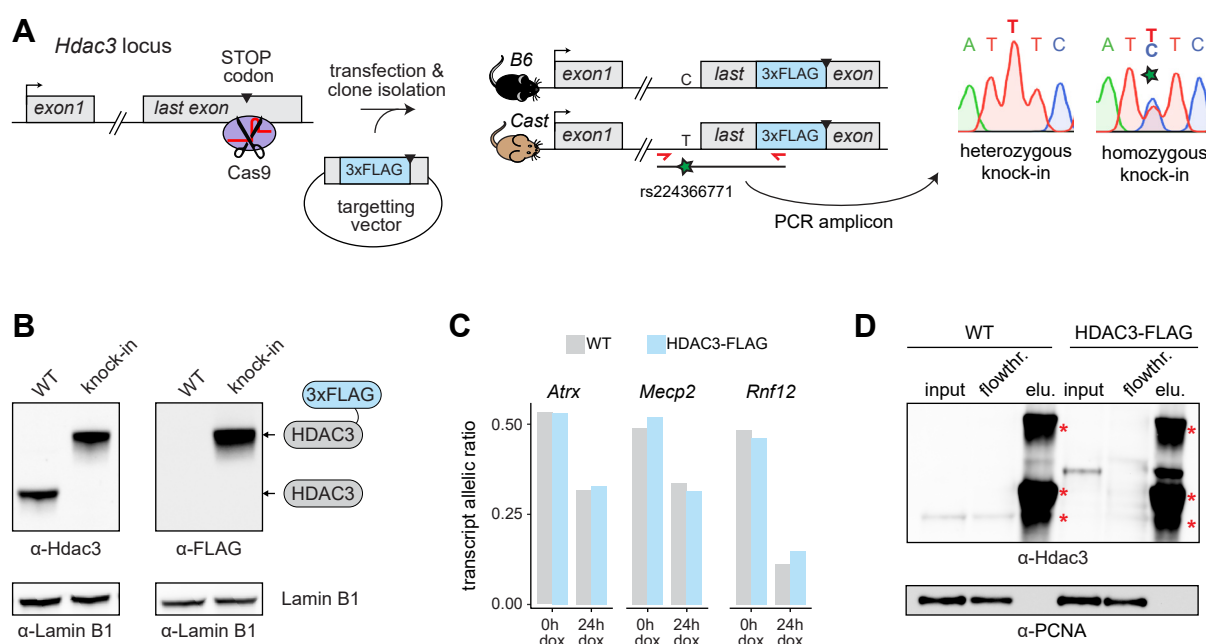 A
Hdac3 locus
STOP
codon
exon1
last exon
Cas9
transfection &
clone isolation
3xFLAG
targetting
vector
B6
exon1
C
last
3xFLAG
exon
Cast
exon1
T
last
3xFLAG
exon
rs224366771
PCR amplicon
A T T T C
heterozygous
knock-in
A T T T C
C
homozygous
knock-in
B
WT
knock-in
WT
knock-in
3xFLAG
HDAC3
HDAC3
α-Hdac3
α-FLAG
Lamin B1
α-Lamin B1
α-Lamin B1
C
WT
HDAC3-FLAG
Atrx
Mecp2
Rnf12
transcript allelic ratio
0.50
0.25
0.00
0h
dox
24h
dox
0h
dox
24h
dox
0h
dox
24h
dox
D
WT
HDAC3-FLAG
input
flowthr.
elu.
input
flowthr.
elu.
*
*
*
*
*
*
α-Hdac3
α-PCNA